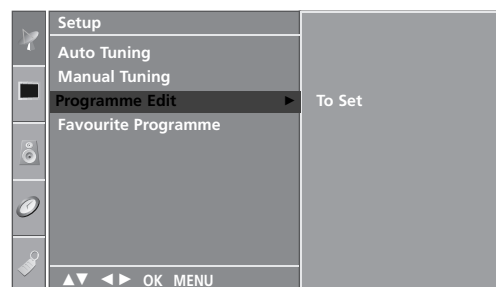 Setup
Auto Tuning
Manual Tuning
Programme Edit ► To Set
Favourite Programme
▲▼ ◄► OK MENU